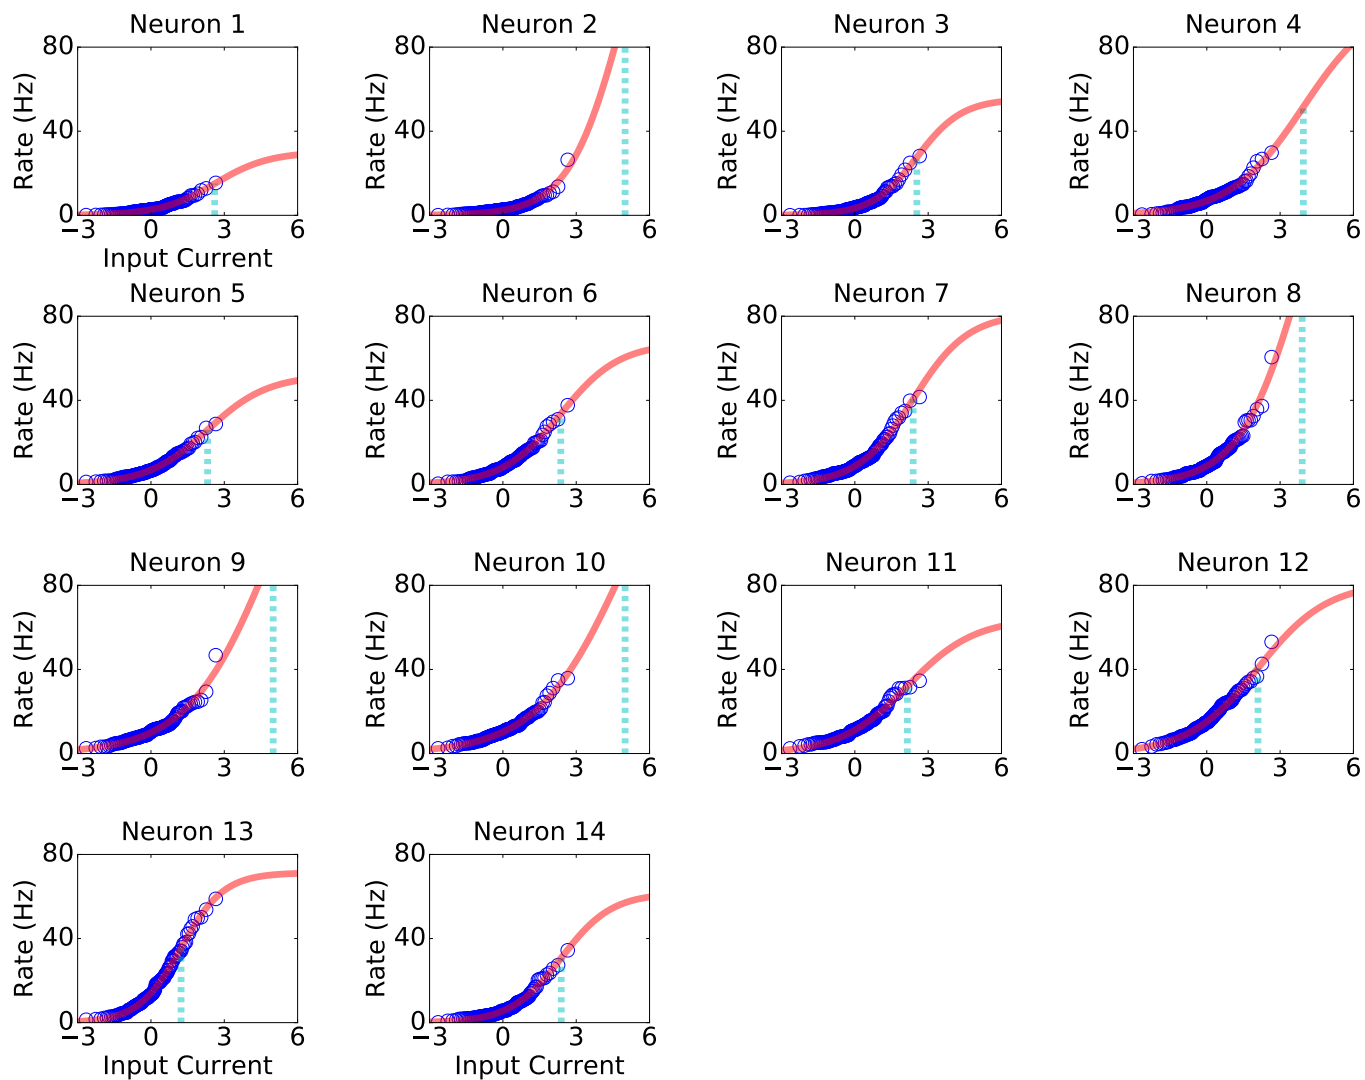 Neuron 1
Rate (Hz)
80
40
0
−3 0 3 6
Input Current
Neuron 2
Rate (Hz)
80
40
0
−3 0 3 6
Neuron 3
Rate (Hz)
80
40
0
−3 0 3 6
Neuron 4
Rate (Hz)
80
40
0
−3 0 3 6
Neuron 5
Rate (Hz)
80
40
0
−3 0 3 6
Neuron 6
Rate (Hz)
80
40
0
−3 0 3 6
Neuron 7
Rate (Hz)
80
40
0
−3 0 3 6
Neuron 8
Rate (Hz)
80
40
0
−3 0 3 6
Neuron 9
Rate (Hz)
80
40
0
−3 0 3 6
Neuron 10
Rate (Hz)
80
40
0
−3 0 3 6
Neuron 11
Rate (Hz)
80
40
0
−3 0 3 6
Neuron 12
Rate (Hz)
80
40
0
−3 0 3 6
Neuron 13
Rate (Hz)
80
40
0
−3 0 3 6
Input Current
Neuron 14
Rate (Hz)
80
40
0
−3 0 3 6
Input Current